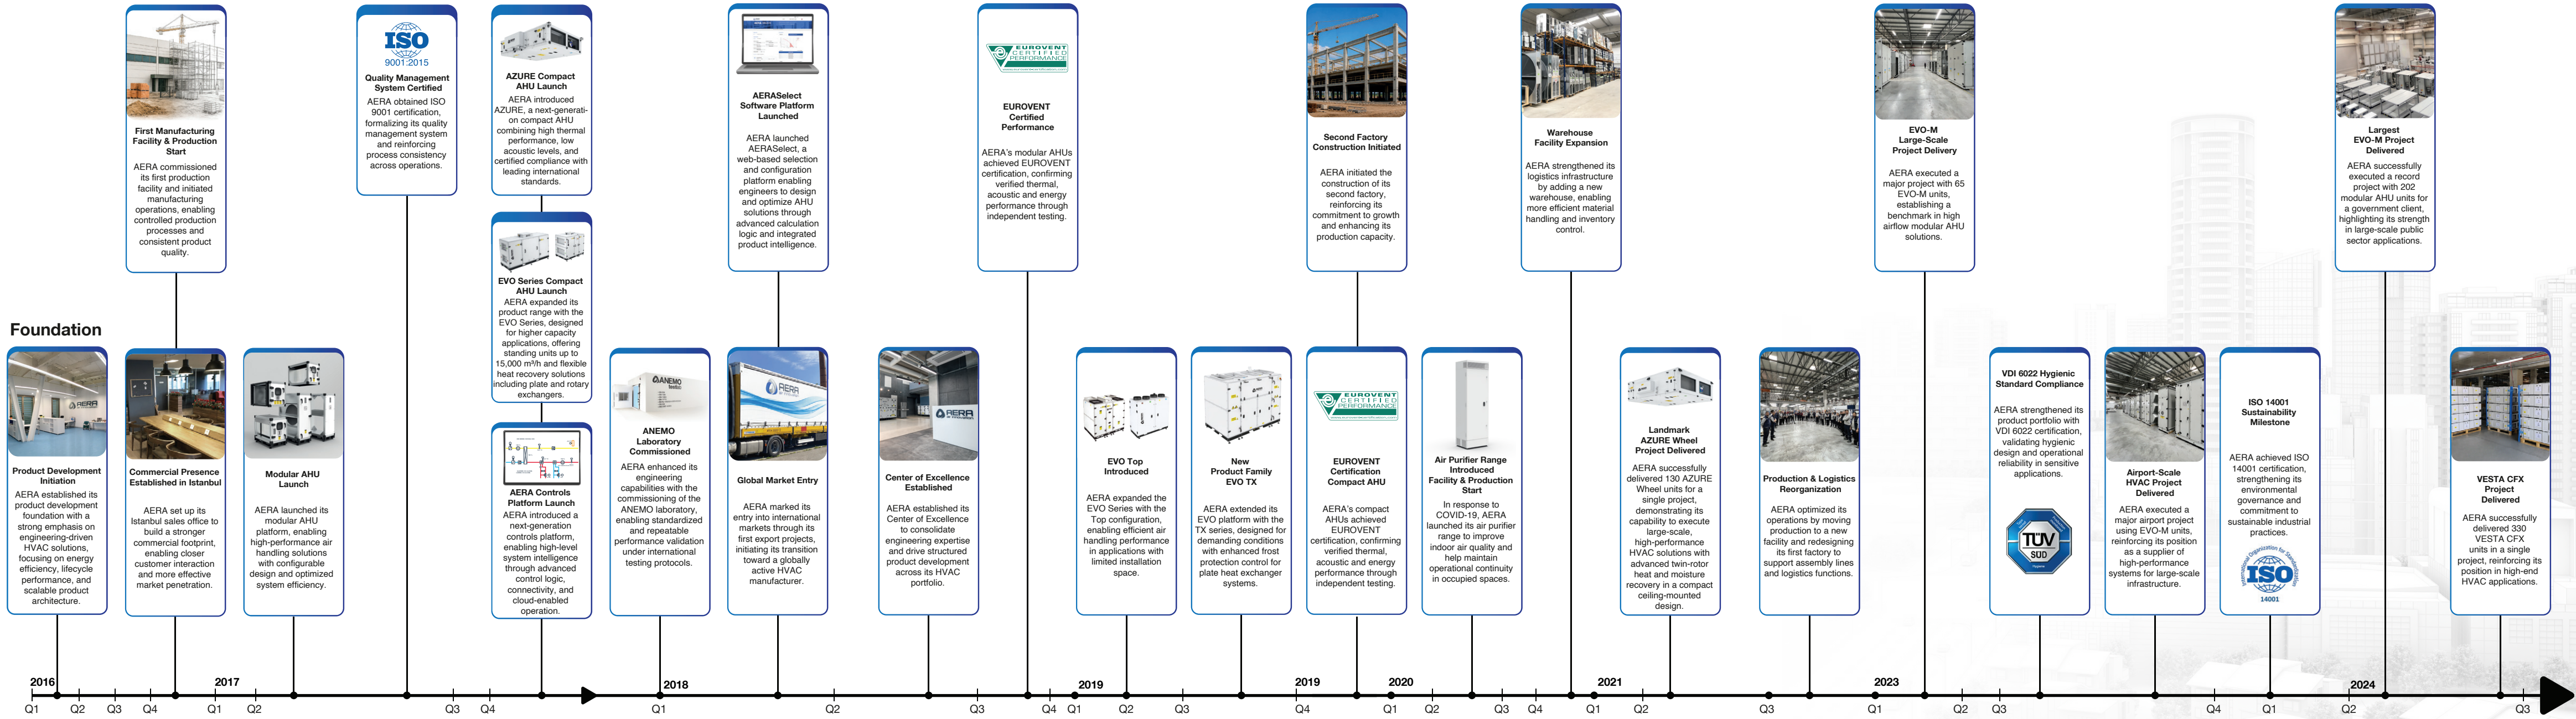 Foundation
Product Development
Initiation
AERA established its
product development
foundation with a
strong emphasis on
engineering-driven
HVAC solutions,
focusing on energy
efficiency, lifecycle
performance, and
scalable product
architecture.
First Manufacturing
Facility & Production
Start
AERA commissioned
its first production
facility and initiated
manufacturing
operations, enabling
controlled production
processes and
consistent product
quality.
Commercial Presence
Established in Istanbul
AERA set up its
Istanbul sales office to
build a stronger
commercial footprint,
enabling closer
customer interaction
and more effective
market penetration.
Modular AHU
Launch
AERA launched its
modular AHU
platform, enabling
high-performance air
handling solutions
with configurable
design and optimized
system efficiency.
ISO
9001:2015
Quality Management
System Certified
AERA obtained ISO
9001 certification,
formalizing its quality
management system
and reinforcing
process consistency
across operations.
AZURE Compact
AHU Launch
AERA introduced
AZURE, a next-generati-
on compact AHU
combining high thermal
performance, low
acoustic levels, and
certified compliance with
leading international
standards.
EVO Series Compact
AHU Launch
AERA expanded its
product range with the
EVO Series, designed
for higher capacity
applications, offering
standing units up to
15,000 m³/h and flexible
heat recovery solutions
including plate and rotary
exchangers.
AERA Controls
Platform Launch
AERA introduced a
next-generation
controls platform,
enabling high-level
system intelligence
through advanced
control logic,
connectivity, and
cloud-enabled
operation.
ANEMO
ANEMO
Laboratory
Commissioned
AERA enhanced its
engineering
capabilities with the
commissioning of the
ANEMO laboratory,
enabling standardized
and repeatable
performance validation
under international
testing protocols.
AERASelect
Software Platform
Launched
AERA launched
AERASelect, a
web-based selection
and configuration
platform enabling
engineers to design
and optimize AHU
solutions through
advanced calculation
logic and integrated
product intelligence.
AERA
Global Market Entry
AERA marked its
entry into international
markets through its
first export projects,
initiating its transition
toward a globally
active HVAC
manufacturer.
AERA
Center of Excellence
Established
AERA established its
Center of Excellence
to consolidate
engineering expertise
and drive structured
product development
across its HVAC
portfolio.
EUROVENT
CERTIFIED
PERFORMANCE
EUROVENT
Certified
Performance
AERA's modular AHUs
achieved EUROVENT
certification, confirming
verified thermal,
acoustic and energy
performance through
independent testing.
EVO Top
Introduced
AERA expanded the
EVO Series with the
Top configuration,
enabling efficient air
handling performance
in applications with
limited installation
space.
New
Product Family
EVO TX
AERA extended its
EVO platform with the
TX series, designed for
demanding conditions
with enhanced frost
protection control for
plate heat exchanger
systems.
Second Factory
Construction Initiated
AERA initiated the
construction of its
second factory,
reinforcing its
commitment to growth
and enhancing its
production capacity.
EUROVENT
CERTIFIED
PERFORMANCE
EUROVENT
Certification
Compact AHU
AERA's compact
AHUs achieved
EUROVENT
certification, confirming
verified thermal,
acoustic and energy
performance through
independent testing.
Air Purifier Range
Introduced
Facility & Production
Start
In response to
COVID-19, AERA
launched its air purifier
range to improve
indoor air quality and
help maintain
operational continuity
in occupied spaces.
Warehouse
Facility Expansion
AERA strengthened its
logistics infrastructure
by adding a new
warehouse, enabling
more efficient material
handling and inventory
control.
Landmark
AZURE Wheel
Project Delivered
AERA successfully
delivered 130 AZURE
Wheel units for a
single project,
demonstrating its
capability to execute
large-scale,
high-performance
HVAC solutions with
advanced twin-rotor
heat and moisture
recovery in a compact
ceiling-mounted
design.
Production & Logistics
Reorganization
AERA optimized its
operations by moving
production to a new
facility and redesigning
its first factory to
support assembly lines
and logistics functions.
EVO-M
Large-Scale
Project Delivery
AERA executed a
major project with 65
EVO-M units,
establishing a
benchmark in high
airflow modular AHU
solutions.
VDI 6022 Hygienic
Standard Compliance
AERA strengthened its
product portfolio with
VDI 6022 certification,
validating hygienic
design and operational
reliability in sensitive
applications.
TÜV
SÜD
Airport-Scale
HVAC Project
Delivered
AERA executed a
major airport project
using EVO-M units,
reinforcing its position
as a supplier of
high-performance
systems for large-scale
infrastructure.
ISO 14001
Sustainability
Milestone
AERA achieved ISO
14001 certification,
strengthening its
environmental
governance and
commitment to
sustainable industrial
practices.
International Organization for Standardization
ISO
14001
Largest
EVO-M Project
Delivered
AERA successfully
executed a record
project with 202
modular AHU units for
a government client,
highlighting its strength
in large-scale public
sector applications.
VESTA CFX
Project
Delivered
AERA successfully
delivered 330
VESTA CFX
units in a single
project, reinforcing its
position in high-end
HVAC applications.
2016 2017 2018 2019 2019 2020 2021 2023 2024
Q1 Q2 Q3 Q4 Q1 Q2 Q3 Q4 Q1 Q2 Q3 Q4 Q1 Q2 Q3 Q4 Q1 Q2 Q3 Q4 Q1 Q2 Q3 Q1 Q2 Q3 Q4 Q1 Q2 Q3